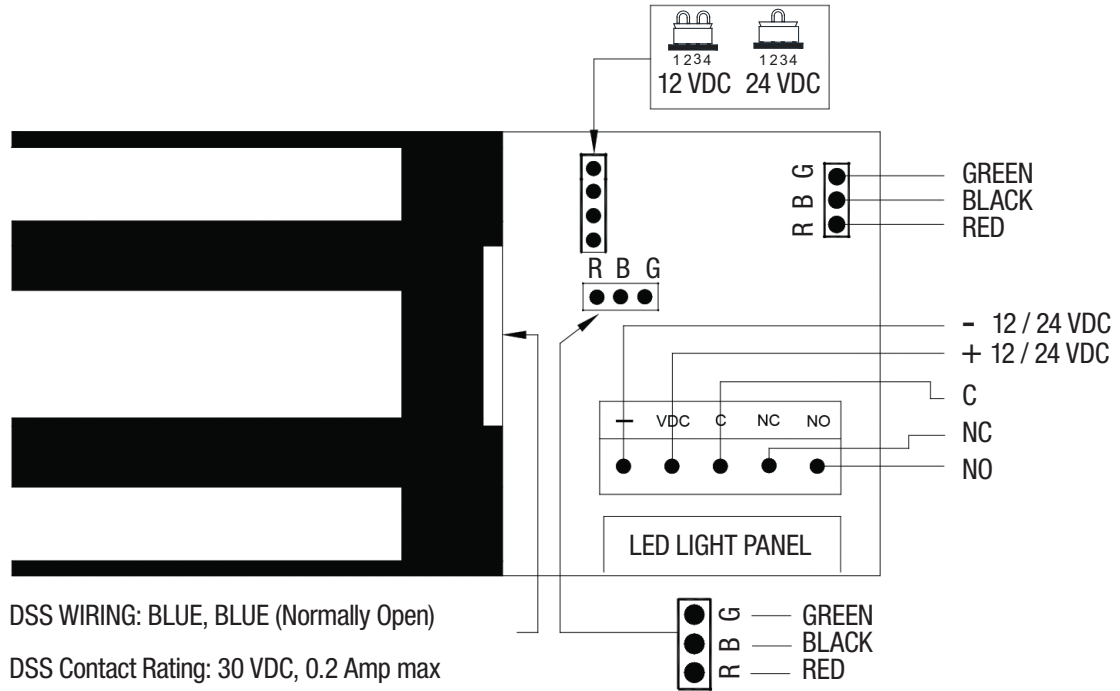 1234 1234
12 VDC 24 VDC
G B R
GREEN
BLACK
RED
R B G
- 12 / 24 VDC
+ 12 / 24 VDC
C
NC
NO
– VDC C NC NO
LED LIGHT PANEL
DSS WIRING: BLUE, BLUE (Normally Open)
DSS Contact Rating: 30 VDC, 0.2 Amp max
G GREEN
B BLACK
R RED